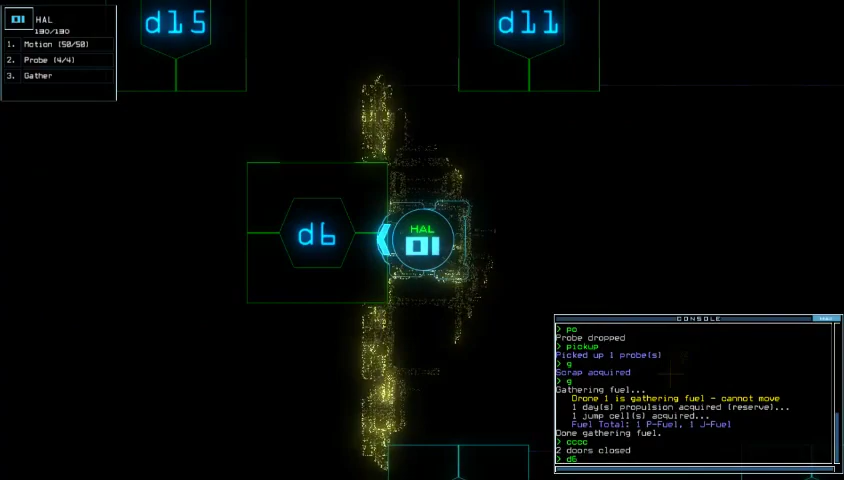 01 HAL
130/130
1. Motion (50/50)
2. Probe (4/4)
3. Gather
d15
d11
d6
HAL
01
CONSOLE
> po
Probe dropped
> pickup
Picked up 1 probe(s)
> g
Scrap acquired
> g
Gathering fuel...
Drone 1 is gathering fuel - cannot move
1 day(s) propulsion acquired (reserve)...
1 jump cell(s) acquired...
Fuel Total: 1 P-Fuel, 1 J-Fuel
Done gathering fuel.
> cccc
2 doors closed
> d6